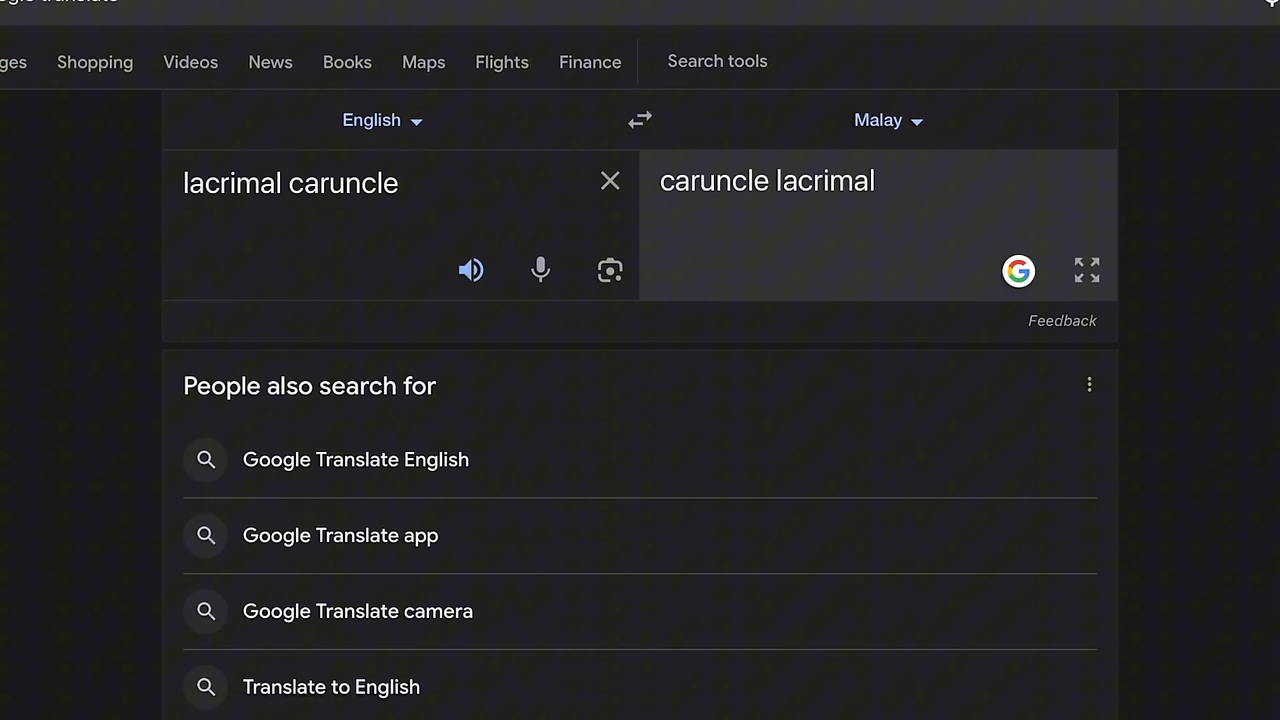 Shopping Videos News Books Maps Flights Finance Search tools
English Malay
lacrimal caruncle
caruncle lacrimal
Feedback
People also search for
Google Translate English
Google Translate app
Google Translate camera
Translate to English